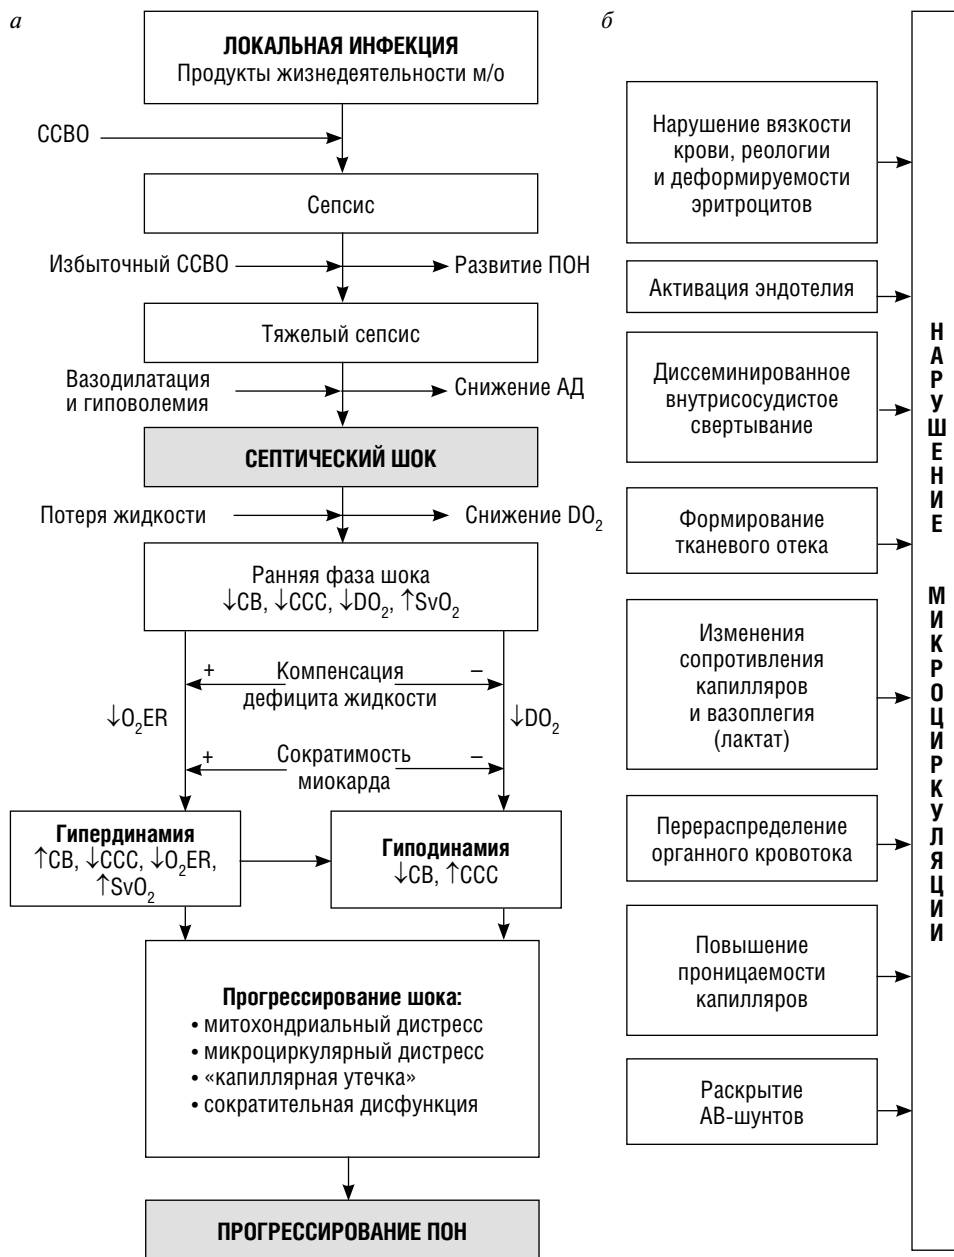 а
ЛОКАЛЬНАЯ ИНФЕКЦИЯ
Продукты жизнедеятельности м/о
ССВО
Сепсис
Избыточный ССВО
Развитие ПОН
Тяжелый сепсис
Вазодилатация
и гиповолемия
Снижение АД
СЕПТИЧЕСКИЙ ШОК
Потеря жидкости
Снижение DO₂
Ранняя фаза шока
↓СВ, ↓ССС, ↓DO₂, ↑SvO₂
+ Компенсация –
дефицита жидкости
↓O₂ER
↓DO₂
+ Сократимость –
миокарда
Гипердинамия
↑СВ, ↓ССС, ↓O₂ER,
↑SvO₂
Гиподинамия
↓СВ, ↑ССС
Прогрессирование шока:
• митохондриальный дистресс
• микроциркулярный дистресс
• «капиллярная утечка»
• сократительная дисфункция
ПРОГРЕССИРОВАНИЕ ПОН
б
Нарушение вязкости
крови, реологии
и деформируемости
эритроцитов
Активация эндотелия
Диссеминированное
внутрисосудистое
свертывание
Формирование
тканевого отека
Изменения
сопротивления
капилляров
и вазоплегия
(лактат)
Перераспределение
органного кровотока
Повышение
проницаемости
капилляров
Раскрытие
АВ-шунтов
НАРУШЕНИЕ МИКРОЦИРКУЛЯЦИИ